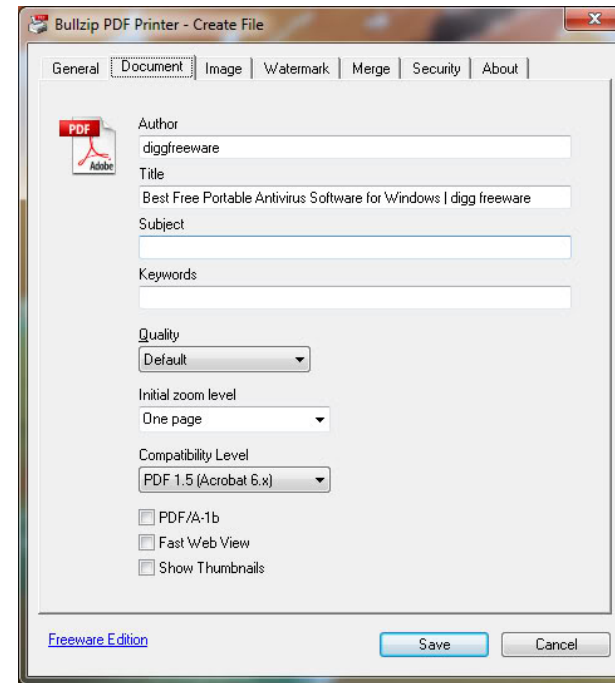 Bullzip PDF Printer - Create File
General Document Image Watermark Merge Security About
PDF
Adobe
Author
diggfreeware
Title
Best Free Portable Antivirus Software for Windows | digg freeware
Subject
Keywords
Quality
Default
Initial zoom level
One page
Compatibility Level
PDF 1.5 (Acrobat 6.x)
PDF/A-1b
Fast Web View
Show Thumbnails
Freeware Edition Save Cancel